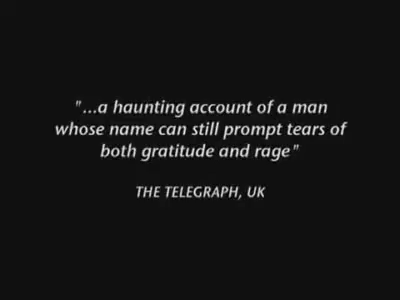 "...a haunting account of a man
whose name can still prompt tears of
both gratitude and rage"
THE TELEGRAPH, UK